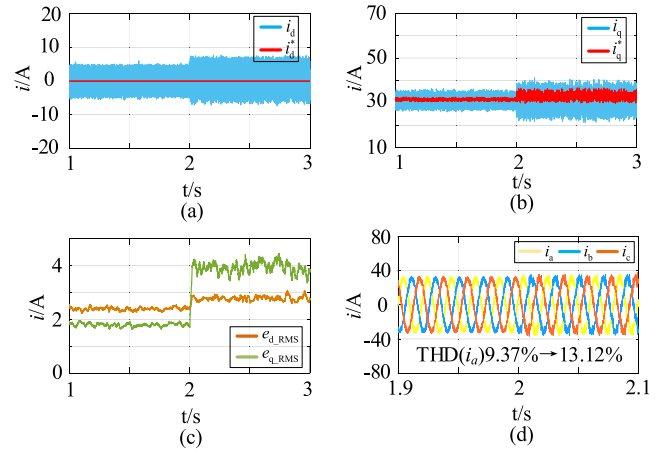 20
10
0
-10
-20
i/A
i_d
i_d^*
1
2
3
t/s
(a)
70
50
30
10
i/A
i_q
i_q^*
1
2
3
t/s
(b)
4
2
0
i/A
e_d_RMS
e_q_RMS
1
2
3
t/s
(c)
80
40
0
-40
-80
i/A
i_a i_b i_c
THD(i_a)9.37%→13.12%
1.9
2
2.1
t/s
(d)